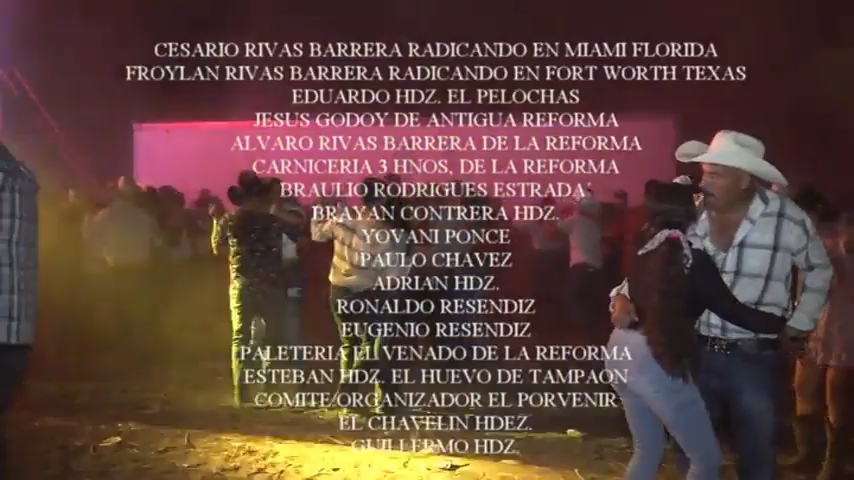 CESARIO RIVAS BARRERA RADICANDO EN MIAMI FLORIDA
FROYLAN RIVAS BARRERA RADICANDO EN FORT WORTH TEXAS
EDUARDO HDZ. EL PELOCHAS
JESUS GODOY DE ANTIGUA REFORMA
ALVARO RIVAS BARRERA DE LA REFORMA
CARNICERIA 3 HNOS, DE LA REFORMA
BRAULIO RODRIGUES ESTRADA
BRAYAN CONTRERA HDZ.
YOVANI PONCE
PAULO CHAVEZ
ADRIAN HDZ.
RONALDO RESENDIZ
EUGENIO RESENDIZ
PALETERIA EL VENADO DE LA REFORMA
ESTEBAN HDZ. EL HUEVO DE TAMPAON
COMITE ORGANIZADOR EL PORVENIR
EL CHAVELIN HDEZ.
GUILLERMO HDZ.